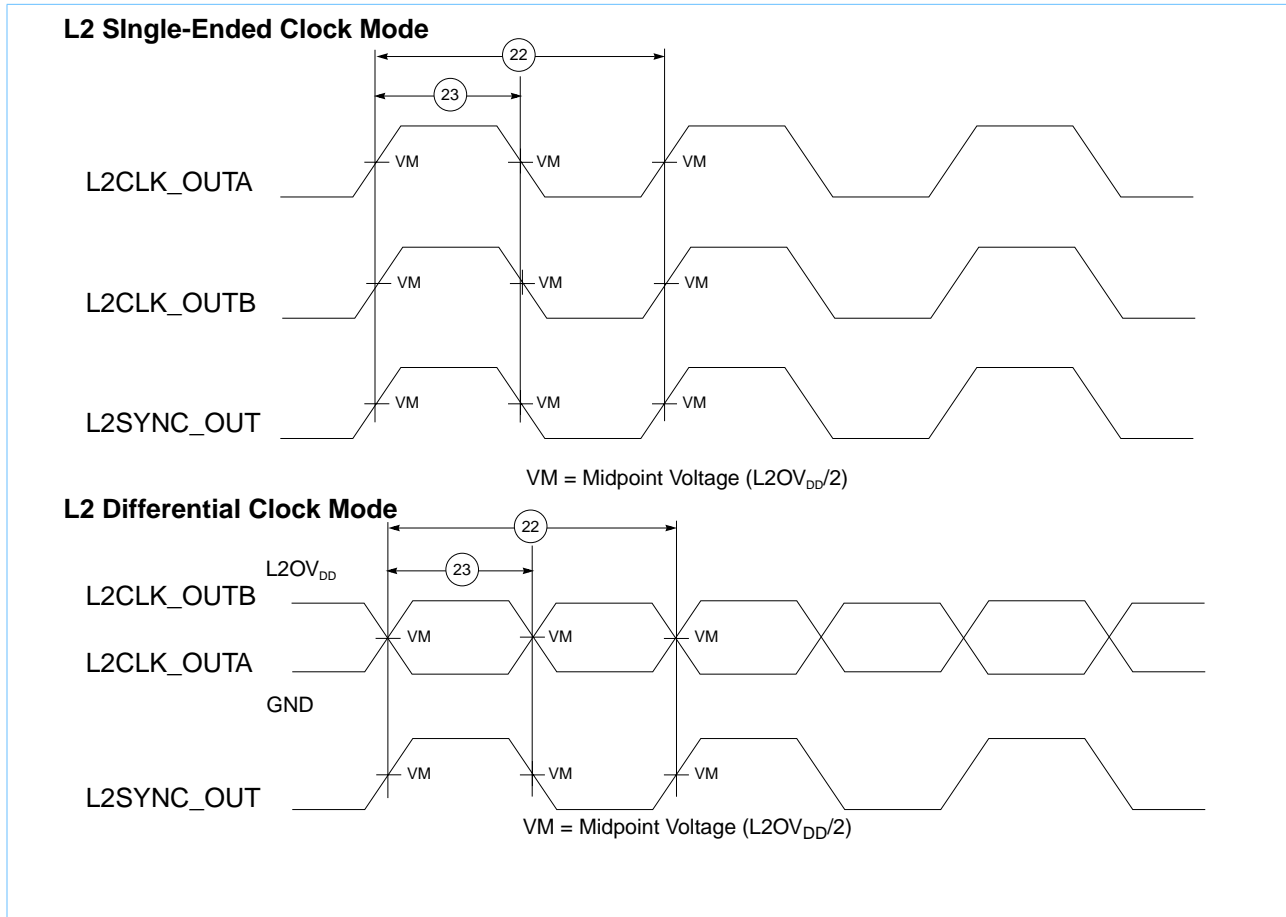 L2 SIngle-Ended Clock Mode
22
23
L2CLK_OUTA
VM
VM
VM
L2CLK_OUTB
VM
VM
VM
L2SYNC_OUT
VM
VM
VM
VM = Midpoint Voltage (L2OVDD/2)
L2 Differential Clock Mode
22
L2OVDD
23
L2CLK_OUTB
VM
VM
VM
L2CLK_OUTA
GND
L2SYNC_OUT
VM
VM
VM
VM = Midpoint Voltage (L2OVDD/2)